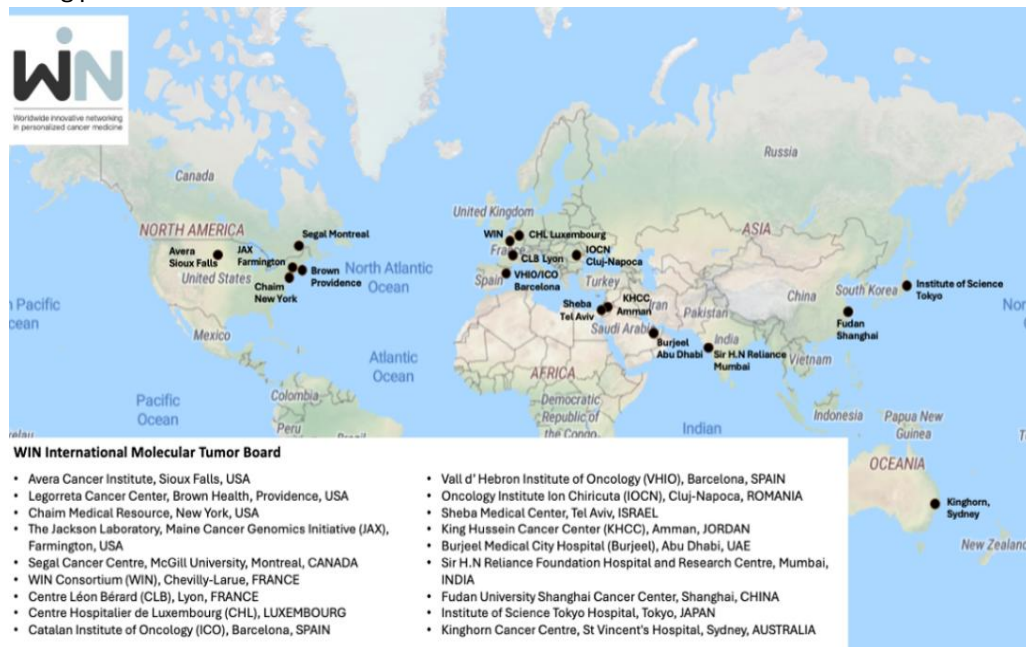 WIN
Worldwide innovative networking
in personalized cancer medicine
Canada
Russia
NORTH AMERICA
Segal Montreal
Avera
Sioux Falls
JAX
Farmington
Brown
Providence
United States
Chaim
New York
North Atlantic
Ocean
Mexico
United Kingdom
WIN
CHL Luxembourg
France
CLB Lyon
IOCN
Cluj-Napoca
Spain
VHIO/ICO
Barcelona
Turkey
ASIA
Sheba
Tel Aviv
KHCC
Amman
Iran
Pakistan
China
South Korea
Institute of Science
Tokyo
Saudi Arabi
Burjeel
Abu Dhabi
India
Sir H.N Reliance
Mumbai
Fudan
Shanghai
Vietnam
Pacific
cean
Atlantic
Ocean
AFRICA
Colombia
Pacific
Ocean
Peru
Democratic
Republic of
the Congo
Indian
Indonesia
Papua New
Guinea
OCEANIA
Kinghorn,
Sydney
New Zealand
WIN International Molecular Tumor Board
• Avera Cancer Institute, Sioux Falls, USA
• Legorreta Cancer Center, Brown Health, Providence, USA
• Chaim Medical Resource, New York, USA
• The Jackson Laboratory, Maine Cancer Genomics Initiative (JAX),
Farmington, USA
• Segal Cancer Centre, McGill University, Montreal, CANADA
• WIN Consortium (WIN), Chevilly-Larue, FRANCE
• Centre Léon Bérard (CLB), Lyon, FRANCE
• Centre Hospitalier de Luxembourg (CHL), LUXEMBOURG
• Catalan Institute of Oncology (ICO), Barcelona, SPAIN
• Vall d' Hebron Institute of Oncology (VHIO), Barcelona, SPAIN
• Oncology Institute Ion Chiricuta (IOCN), Cluj-Napoca, ROMANIA
• Sheba Medical Center, Tel Aviv, ISRAEL
• King Hussein Cancer Center (KHCC), Amman, JORDAN
• Burjeel Medical City Hospital (Burjeel), Abu Dhabi, UAE
• Sir H.N Reliance Foundation Hospital and Research Centre, Mumbai,
INDIA
• Fudan University Shanghai Cancer Center, Shanghai, CHINA
• Institute of Science Tokyo Hospital, Tokyo, JAPAN
• Kinghorn Cancer Centre, St Vincent's Hospital, Sydney, AUSTRALIA